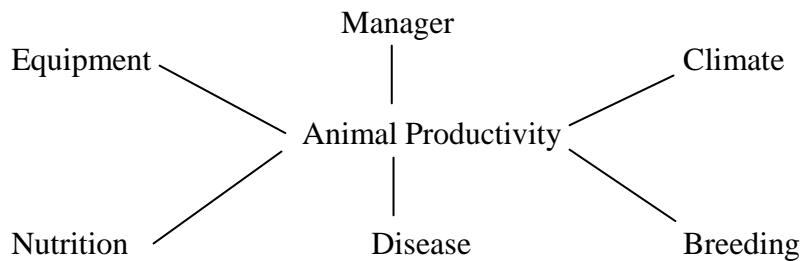 Manager
Equipment
Climate
Animal Productivity
Nutrition
Disease
Breeding